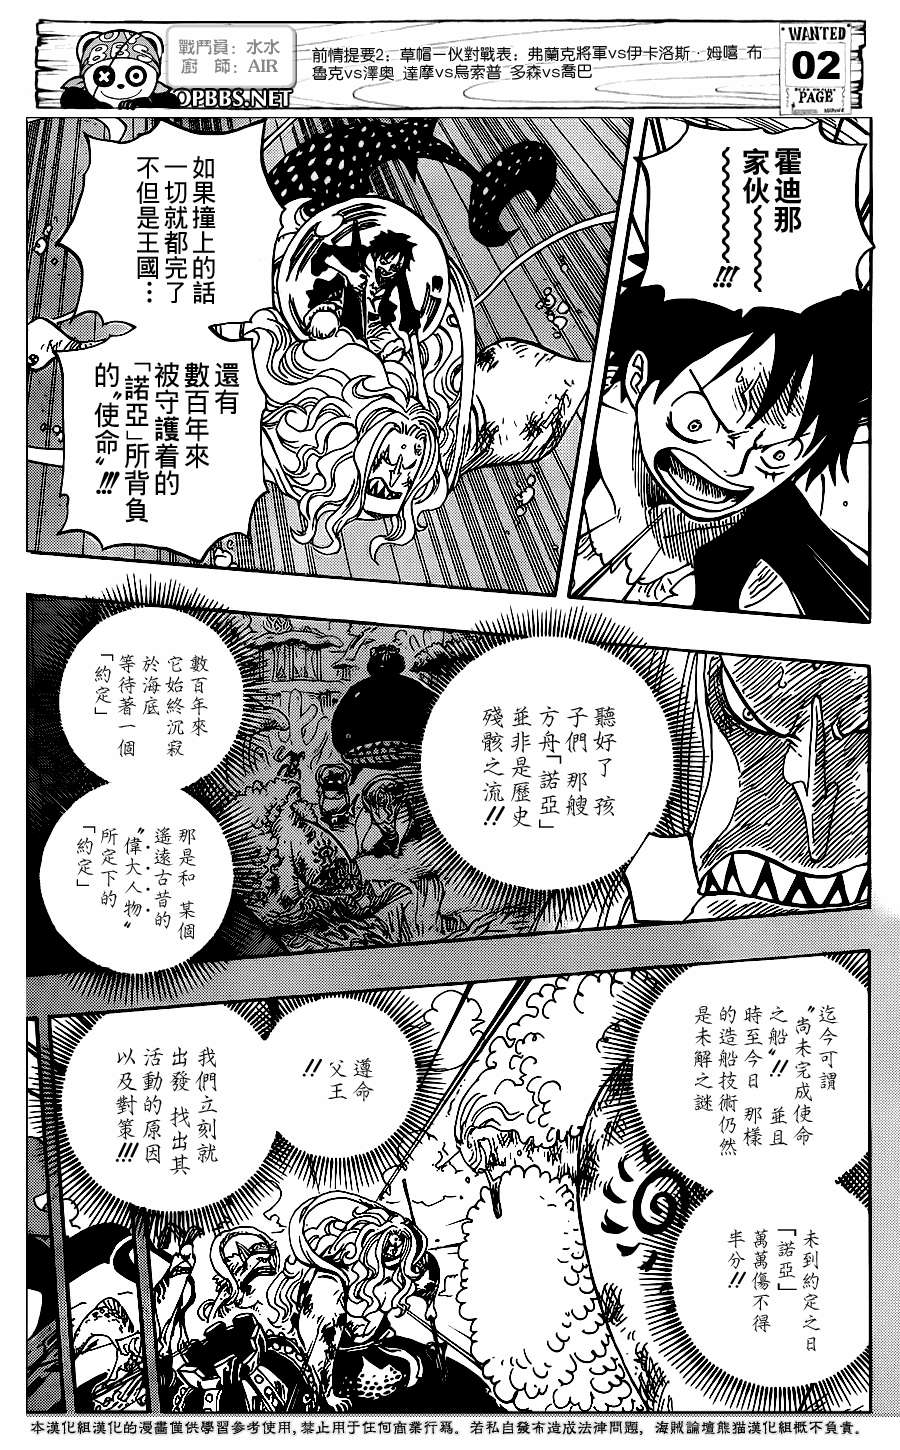 戰鬥員：水水
廚　師：AIR
OPBBS.NET
前情提要2：草帽一伙對戰表：弗蘭克將軍vs伊卡洛斯·姆嘻 布
魯克vs澤奧 達摩vs烏索普 多森vs喬巴
WANTED
02
PAGE
霍迪那
家伙
~~~~!!!
如果撞上的話
一切就都完了
不但是王國…
還有
數百年來
被守護着的
「諾亞」所背負
的〝使命〞!!!
聽好了 孩
子們 那艘
方舟「諾亞」
並非是歷史
殘骸之流!!
數百年來
它始終沉寂
於海底
等待著一個
「約定」
那是和 某個
遥遠古昔的
〝偉大人物〞
所定下的
「約定」
迄今可謂
〝尚未完成使命
之船〞!! 並且
時至今日 那樣
的造船技術仍然
是未解之謎
未到約定之日
「諾亞」
萬萬傷不得
半分!!
遵命
父王
!!
我們立刻就
出發 找出其
活動的原因
以及對策!!!
本漢化組漢化的漫畫僅供學習參考使用,禁止用于任何商業行爲。若私自發布造成法律問題，海賊論壇熊猫漢化組概不負責。